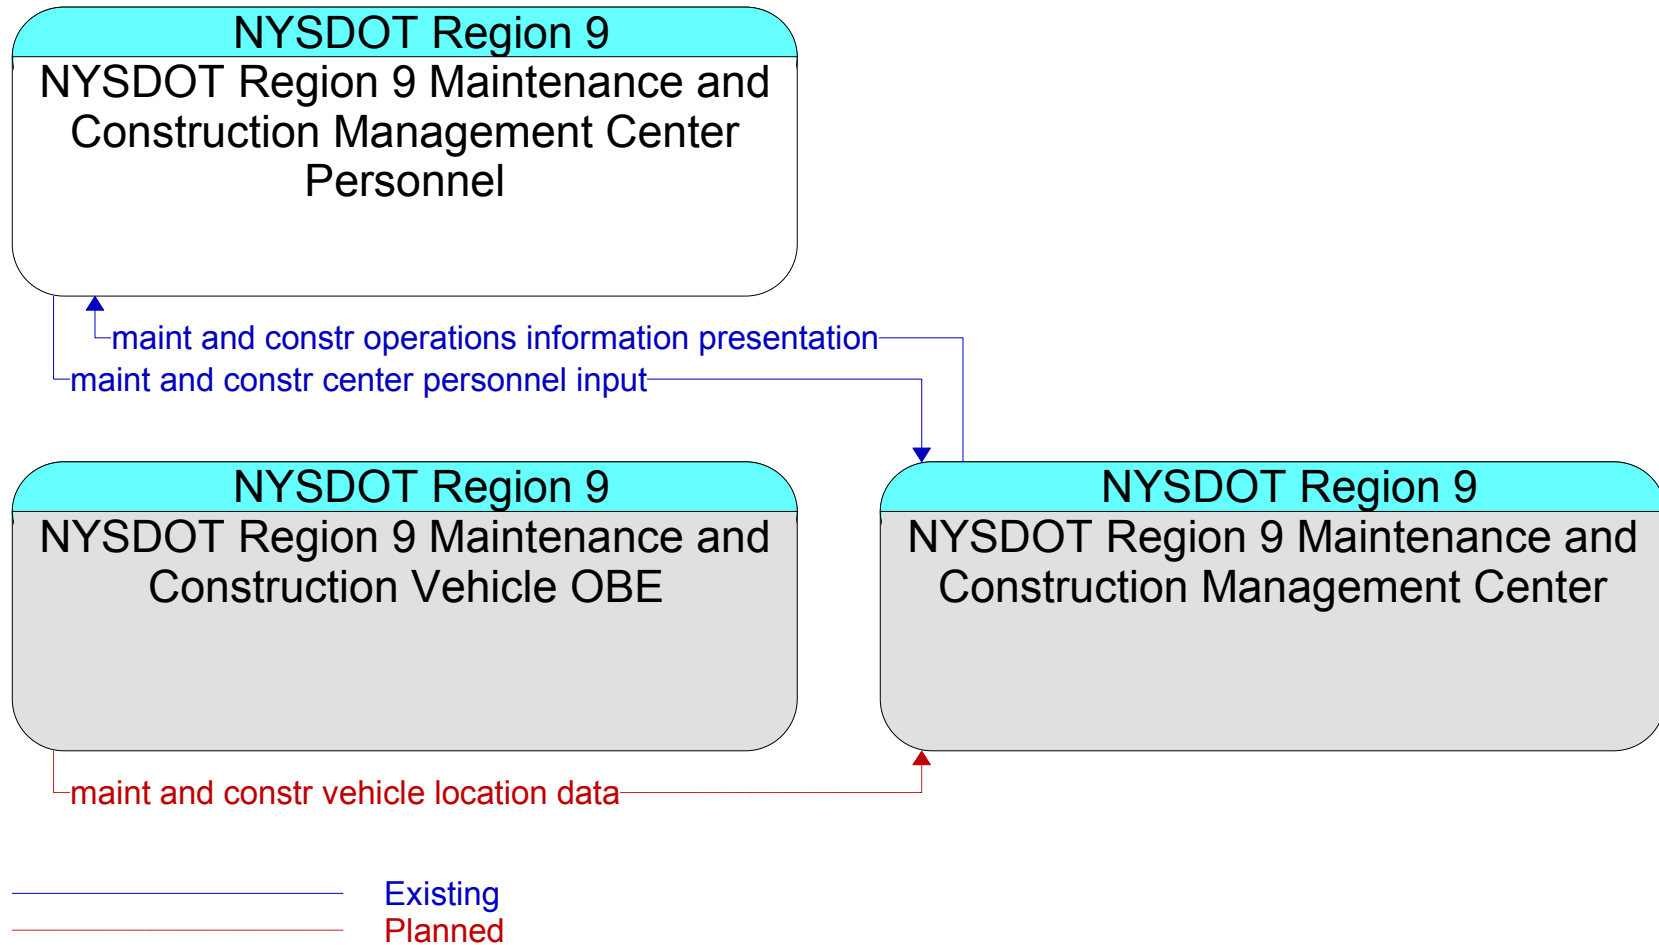 NYSDOT Region 9
NYSDOT Region 9 Maintenance and
Construction Management Center
Personnel
maint and constr operations information presentation
maint and constr center personnel input
NYSDOT Region 9
NYSDOT Region 9 Maintenance and
Construction Vehicle OBE
NYSDOT Region 9
NYSDOT Region 9 Maintenance and
Construction Management Center
maint and constr vehicle location data
Existing
Planned